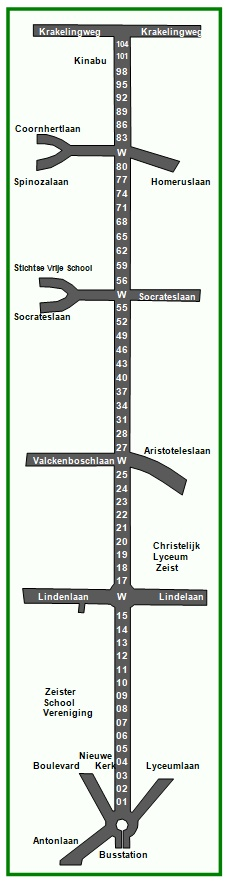 Krakelingweg Krakelingweg
104
101
Kinabu
98
95
92
89
86
Coornhertlaan
83
W
80
Spinozalaan 77 Homeruslaan
74
71
68
65
62
59
Stichtse Vrije School
56
W Socrateslaan
55
Socrateslaan
52
49
46
43
40
37
34
31
28
27 Aristoteleslaan
Valckenboschlaan W
25
24
23
22
21
20
Christelijk
19
Lyceum
18
Zeist
17
Lindenlaan W Lindelaan
15
14
13
12
11
10
Zeister
09
School
08
Vereniging
07
06
05
Nieuwe
04
Boulevard Kerk Lyceumlaan
03
02
01
Antonlaan
Busstation